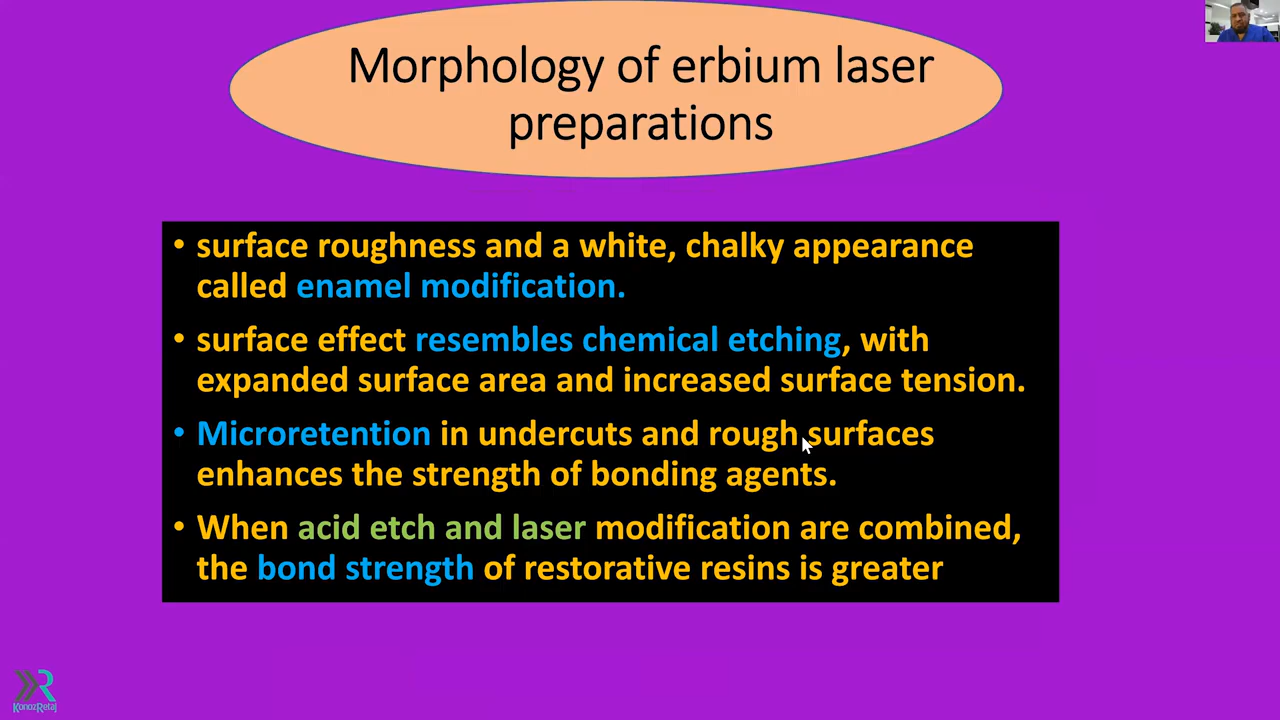 Morphology of erbium laser
preparations
• surface roughness and a white, chalky appearance
called enamel modification.
• surface effect resembles chemical etching, with
expanded surface area and increased surface tension.
• Microretention in undercuts and rough surfaces
enhances the strength of bonding agents.
• When acid etch and laser modification are combined,
the bond strength of restorative resins is greater
KonozRetaj